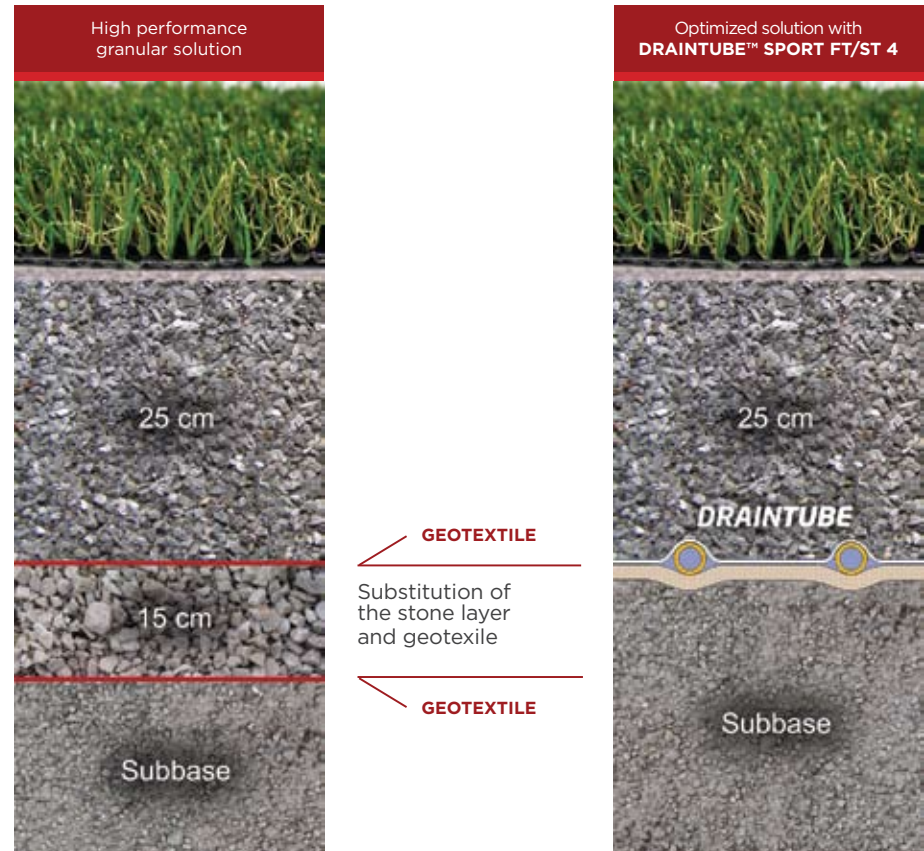 High performance
granular solution
25 cm
15 cm
Subbase
GEOTEXTILE
Substitution of
the stone layer
and geotexile
GEOTEXTILE
Optimized solution with
DRAINTUBE™ SPORT FT/ST 4
25 cm
DRAINTUBE
Subbase